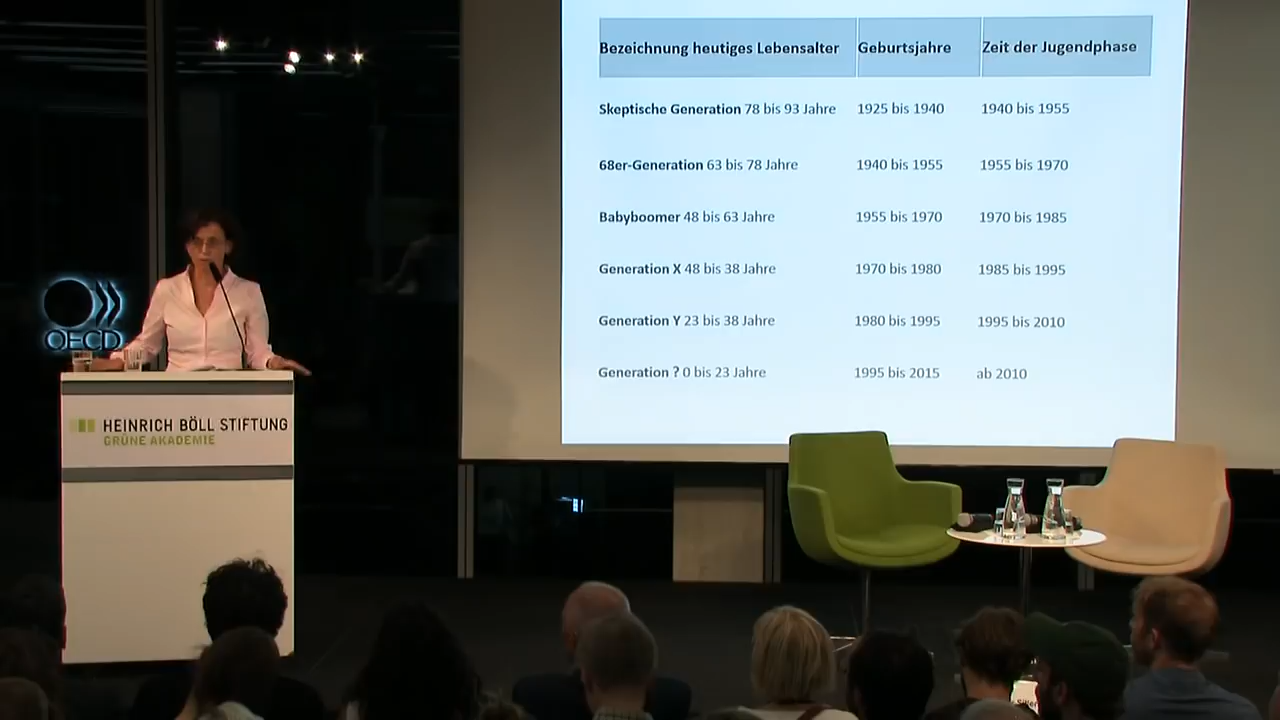 Bezeichnung heutiges Lebensalter Geburtsjahre Zeit der Jugendphase
Skeptische Generation 78 bis 93 Jahre 1925 bis 1940 1940 bis 1955
68er-Generation 63 bis 78 Jahre 1940 bis 1955 1955 bis 1970
Babyboomer 48 bis 63 Jahre 1955 bis 1970 1970 bis 1985
Generation X 48 bis 38 Jahre 1970 bis 1980 1985 bis 1995
Generation Y 23 bis 38 Jahre 1980 bis 1995 1995 bis 2010
Generation ? 0 bis 23 Jahre 1995 bis 2015 ab 2010
OECD
HEINRICH BÖLL STIFTUNG
GRÜNE AKADEMIE